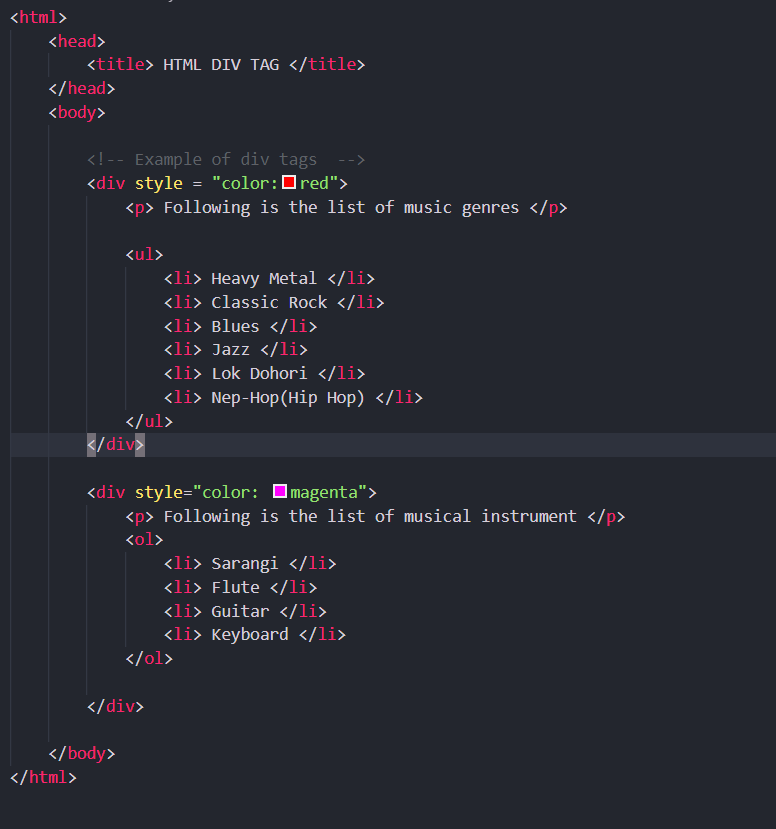 <html>
<head>
<title> HTML DIV TAG </title>
</head>
<body>
<!-- Example of div tags  -->
<div style = "color:red">
<p> Following is the list of music genres </p>
<ul>
<li> Heavy Metal </li>
<li> Classic Rock </li>
<li> Blues </li>
<li> Jazz </li>
<li> Lok Dohori </li>
<li> Nep-Hop(Hip Hop) </li>
</ul>
</div>
<div style="color: magenta">
<p> Following is the list of musical instrument </p>
<ol>
<li> Sarangi </li>
<li> Flute </li>
<li> Guitar </li>
<li> Keyboard </li>
</ol>
</div>
</body>
</html>